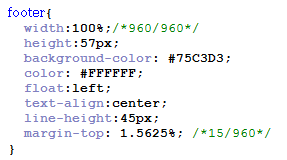 footer{
width:100%;/*960/960*/
height:57px;
background-color: #75C3D3;
color: #FFFFFF;
float:left;
text-align:center;
line-height:45px;
margin-top: 1.5625%; /*15/960*/
}